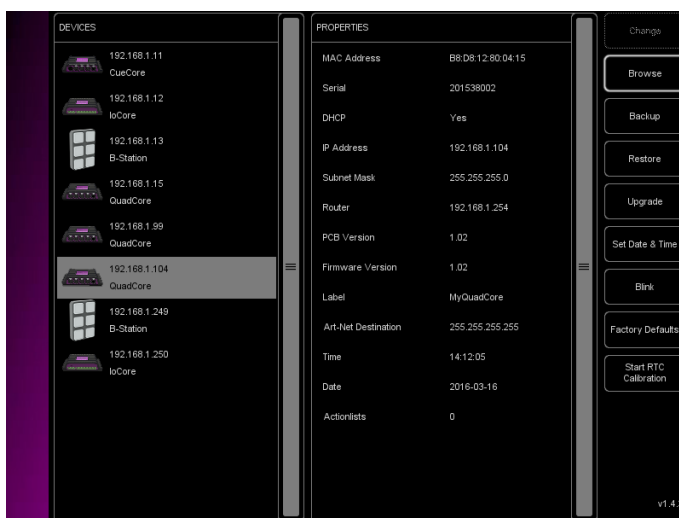 DEVICES
192.168.1.11
CueCore
192.168.1.12
IoCore
192.168.1.13
B-Station
192.168.1.15
QuadCore
192.168.1.99
QuadCore
192.168.1.104
QuadCore
192.168.1.249
B-Station
192.168.1.250
IoCore
PROPERTIES
MAC Address B8:D8:12:80:04:15
Serial 201538002
DHCP Yes
IP Address 192.168.1.104
Subnet Mask 255.255.255.0
Router 192.168.1.254
PCB Version 1.02
Firmware Version 1.02
Label MyQuadCore
Art-Net Destination 255.255.255.255
Time 14:12:05
Date 2016-03-16
Actionlists 0
Change
Browse
Backup
Restore
Upgrade
Set Date & Time
Blink
Factory Defaults
Start RTC
Calibration
v1.4.